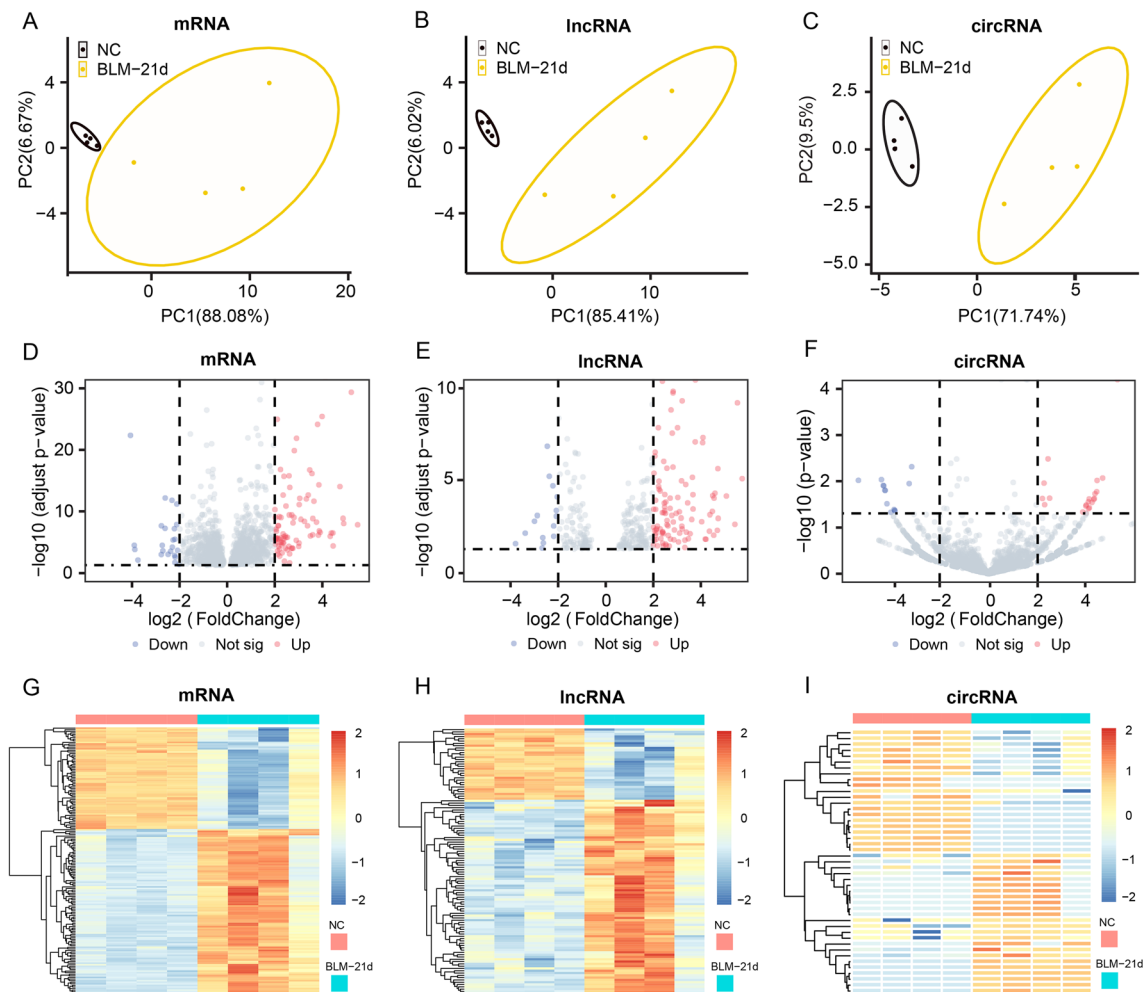 A
mRNA
NC
BLM−21d
PC2(6.67%)
4
0
−4
0
10
20
PC1(88.08%)
B
lncRNA
NC
BLM−21d
PC2(6.02%)
4
0
−4
0
10
PC1(85.41%)
C
circRNA
NC
BLM−21d
PC2(9.5%)
2.5
0.0
−2.5
−5.0
−5
0
5
PC1(71.74%)
D
mRNA
−log10 (adjust p−value)
30
20
10
0
−4
−2
0
2
4
log2 ( FoldChange)
Down
Not sig
Up
E
lncRNA
−log10 (adjust p−value)
10
5
0
−4
−2
0
2
4
log2 ( FoldChange)
Down
Not sig
Up
F
circRNA
−log10 (p−value)
4
3
2
1
0
−4
−2
0
2
4
log2 ( FoldChange)
Down
Not sig
Up
G
mRNA
2
1
0
−1
−2
NC
BLM−21d
H
lncRNA
2
1
0
−1
−2
NC
BLM−21d
I
circRNA
2
1
0
−1
−2
NC
BLM−21d